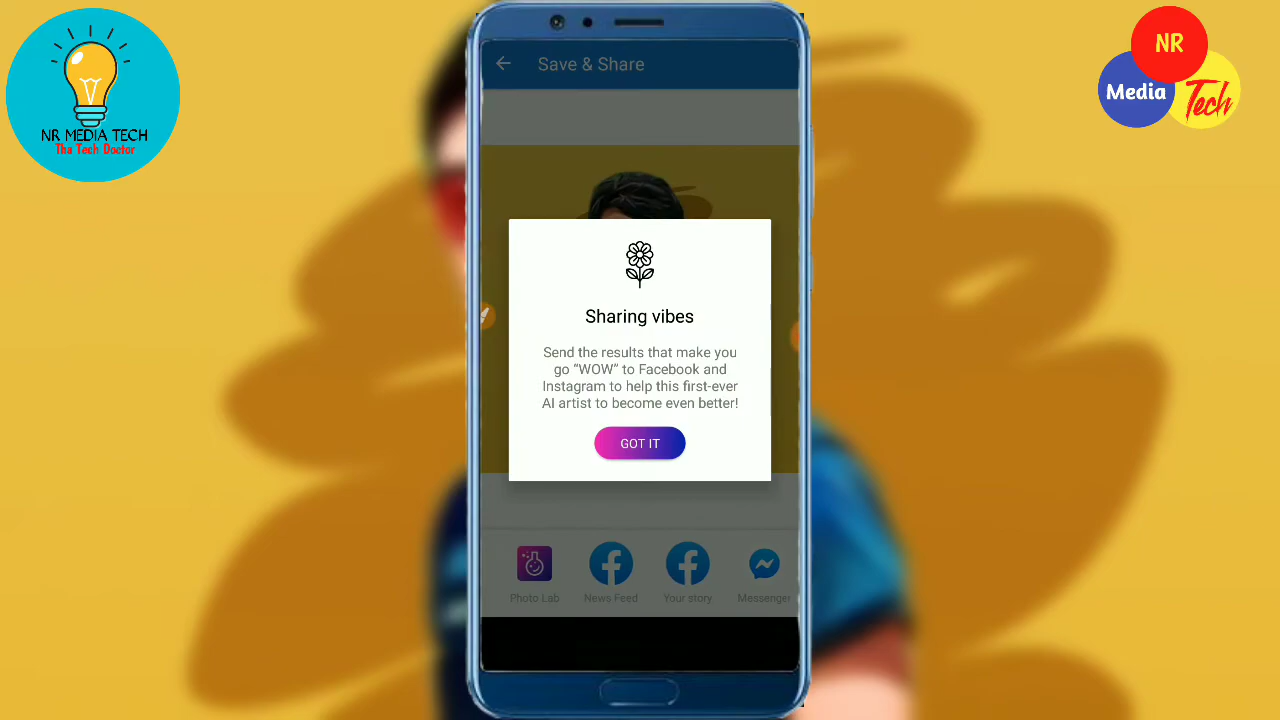 NR MEDIA TECH
Tha Tech Doctor
NR
Media
Tech
Save & Share
Sharing vibes
Send the results that make you
go “WOW” to Facebook and
Instagram to help this first-ever
AI artist to become even better!
GOT IT
Photo Lab
News Feed
Your story
Messenger